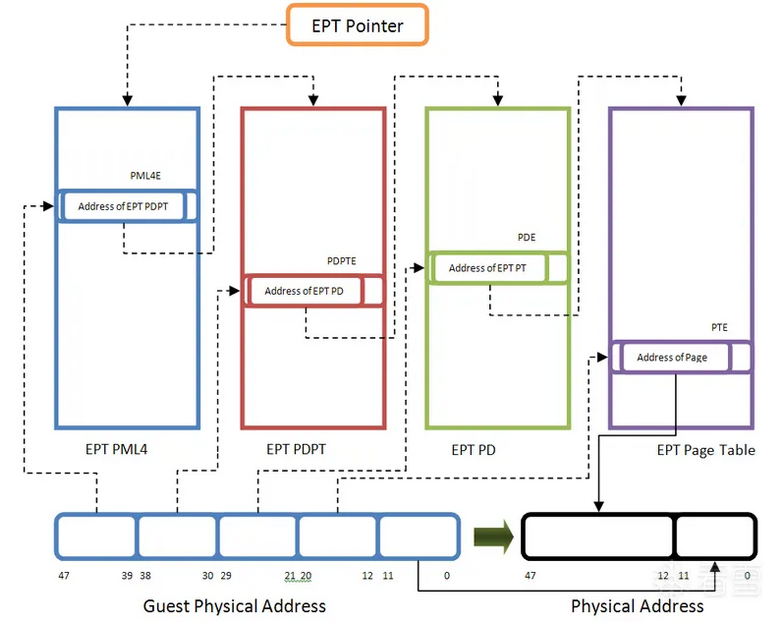 EPT Pointer
PML4E
Address of EPT PDPT
PDPTE
Address of EPT PD
PDE
Address of EPT PT
PTE
Address of Page
EPT PML4
EPT PDPT
EPT PD
EPT Page Table
47 39 38 30 29 21 20 12 11 0
47 12 11 0
Guest Physical Address
Physical Address
看雪